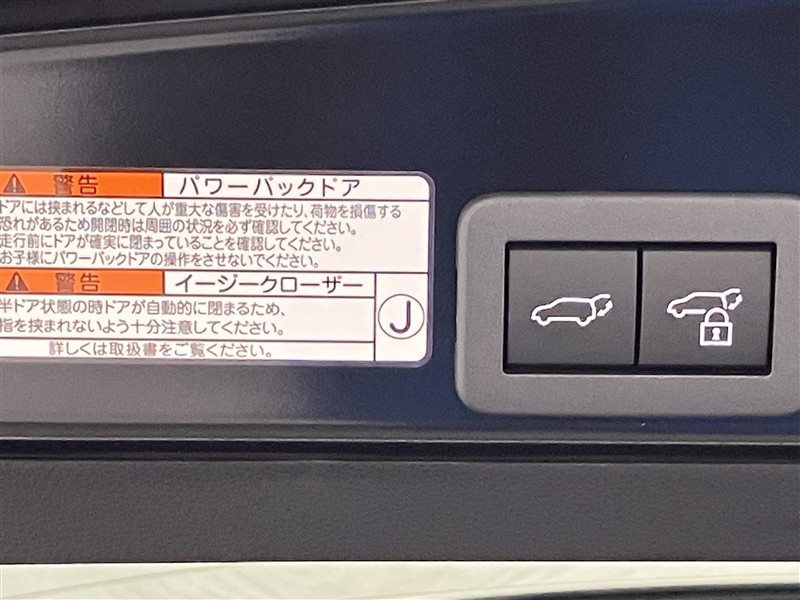 警告 パワーバックドア
ドアには挟まれるなどして人が重大な傷害を受けたり、荷物を損傷する
恐れがあるため開閉時は周囲の状況を必ず確認してください。
走行前にドアが確実に閉まっていることを確認してください。
お子様にパワーバックドアの操作をさせないでください。
警告 イージークローザー
半ドア状態の時ドアが自動的に閉まるため、
指を挟まれないよう十分注意してください。
J
詳しくは取扱書をご覧ください。